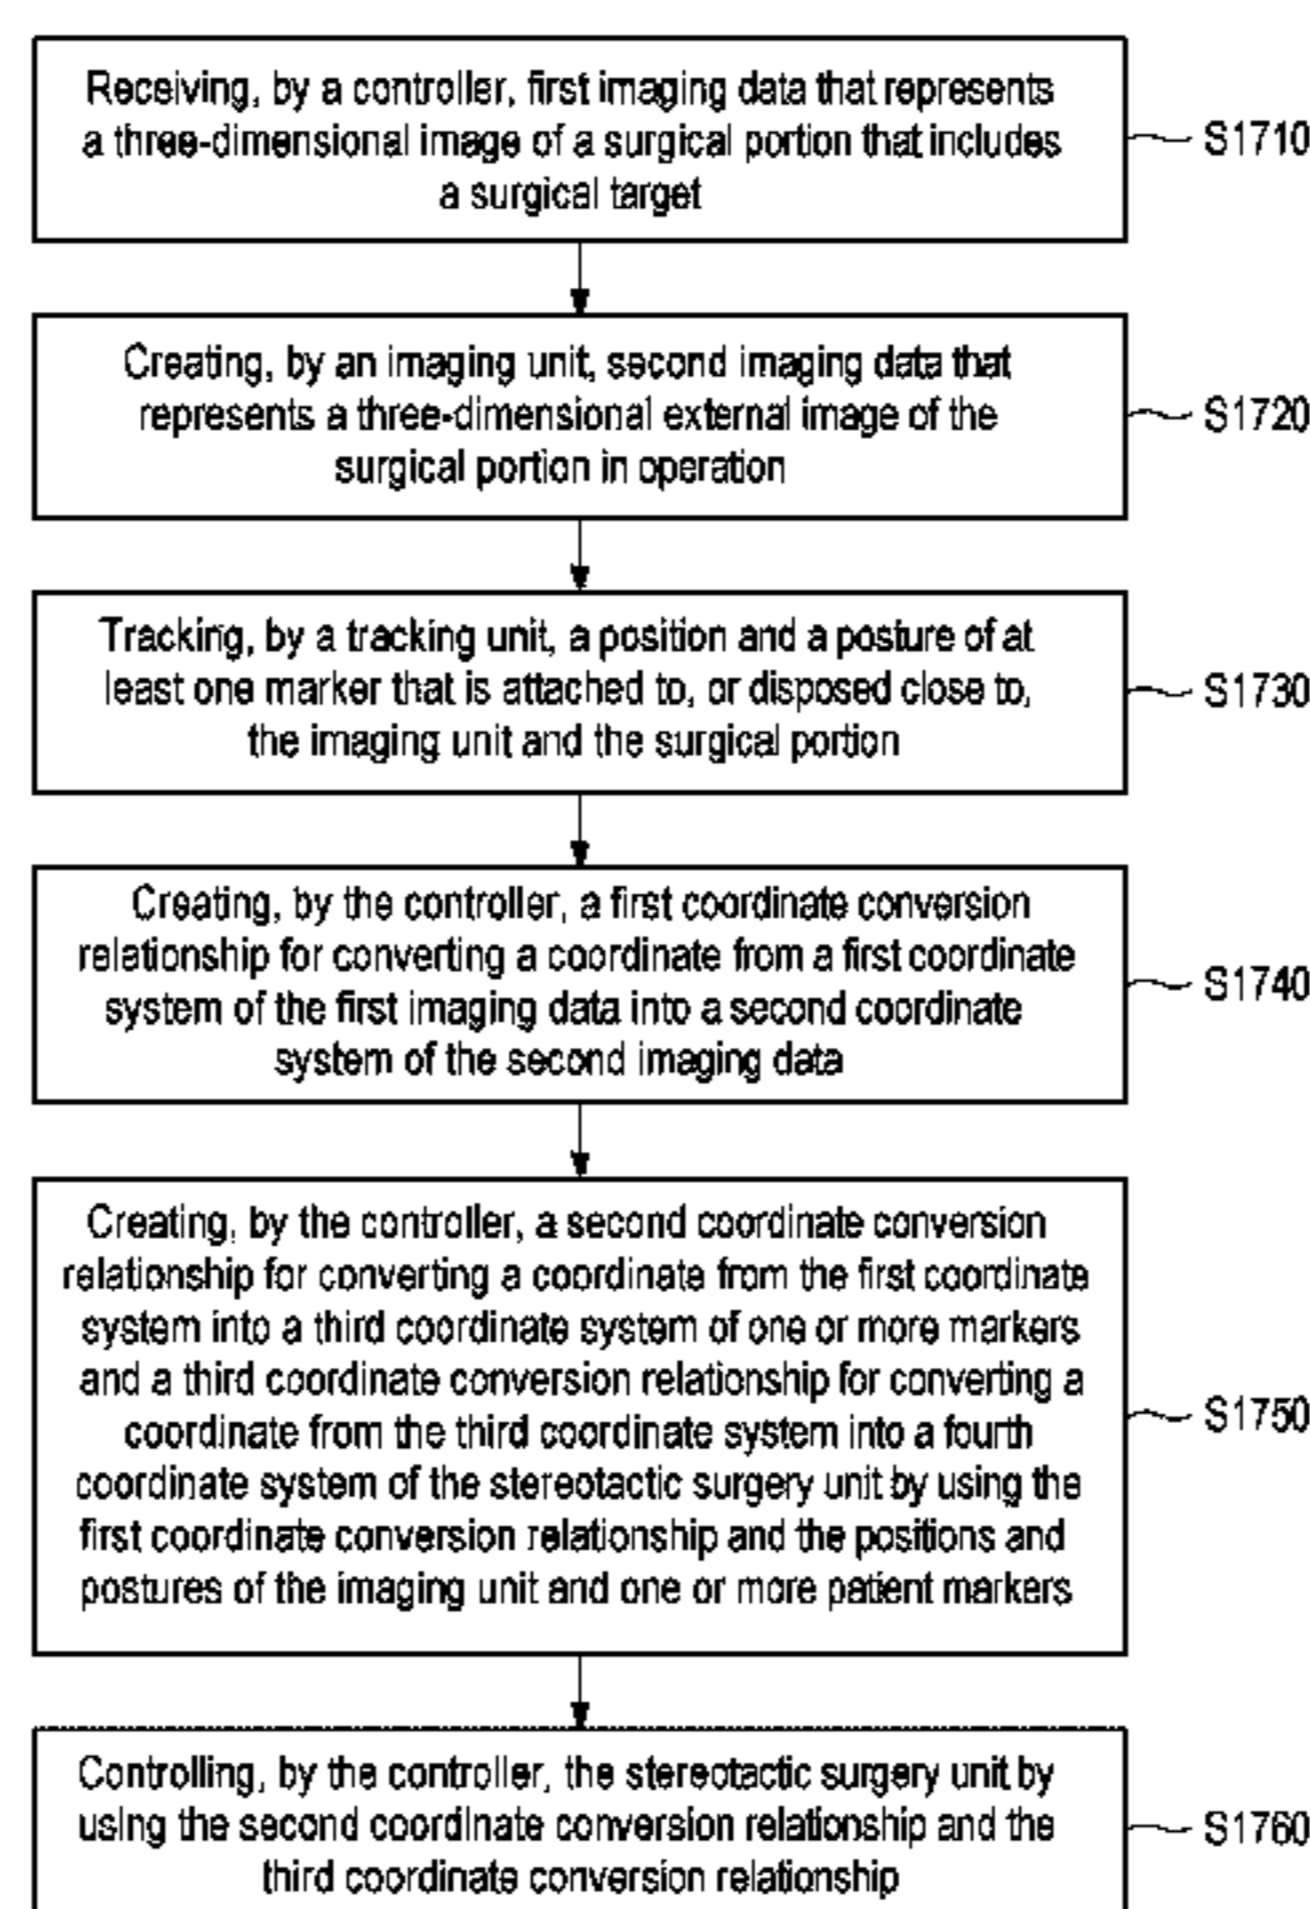 Receiving, by a controller, first imaging data that represents
a three-dimensional image of a surgical portion that includes
a surgical target
S1710
Creating, by an imaging unit, second imaging data that
represents a three-dimensional external image of the
surgical portion in operation
S1720
Tracking, by a tracking unit, a position and a posture of at
least one marker that is attached to, or disposed close to,
the imaging unit and the surgical portion
S1730
Creating, by the controller, a first coordinate conversion
relationship for converting a coordinate from a first coordinate
system of the first imaging data into a second coordinate
system of the second imaging data
S1740
Creating, by the controller, a second coordinate conversion
relationship for converting a coordinate from the first coordinate
system into a third coordinate system of one or more markers
and a third coordinate conversion relationship for converting a
coordinate from the third coordinate system into a fourth
coordinate system of the stereotactic surgery unit by using the
first coordinate conversion relationship and the positions and
postures of the imaging unit and one or more patient markers
S1750
Controlling, by the controller, the stereotactic surgery unit by
using the second coordinate conversion relationship and the
third coordinate conversion relationship
S1760